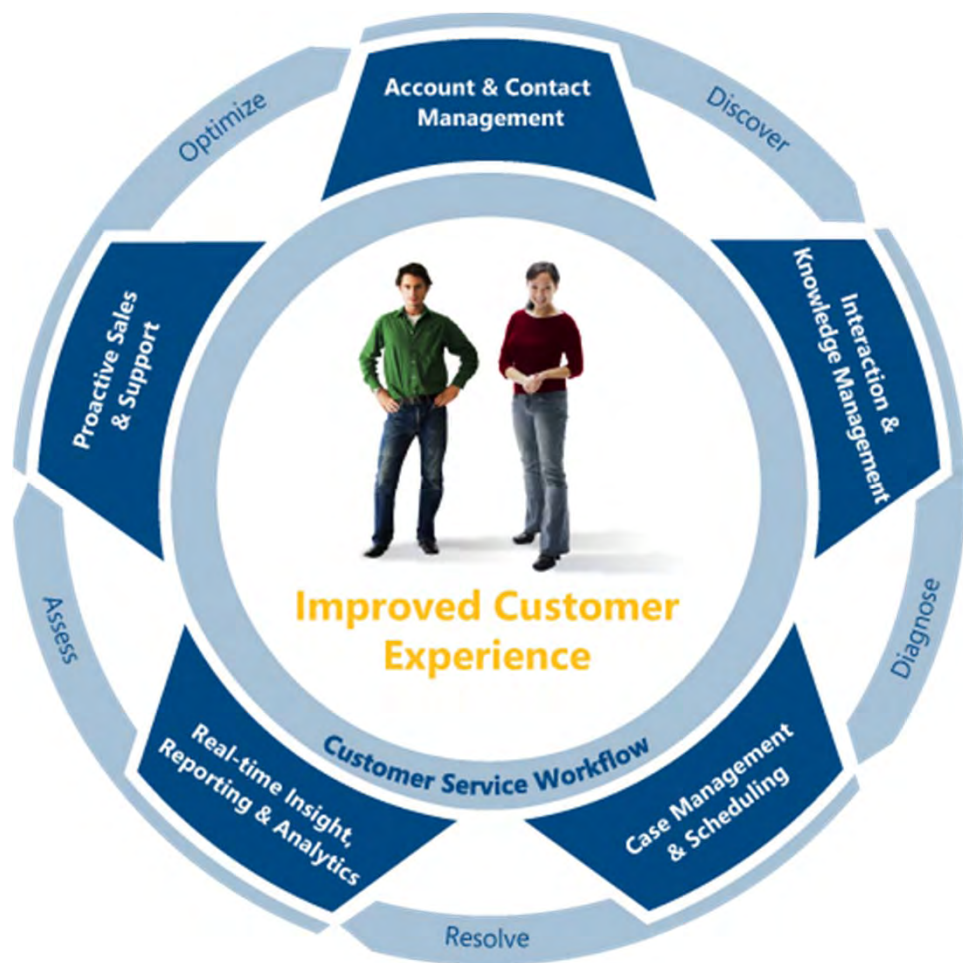 Account & Contact
Management
Discover
Interaction &
Knowledge Management
Diagnose
Case Management
& Scheduling
Resolve
Real-time Insight,
Reporting & Analytics
Assess
Proactive Sales
& Support
Optimize
Improved Customer
Experience
Customer Service Workflow